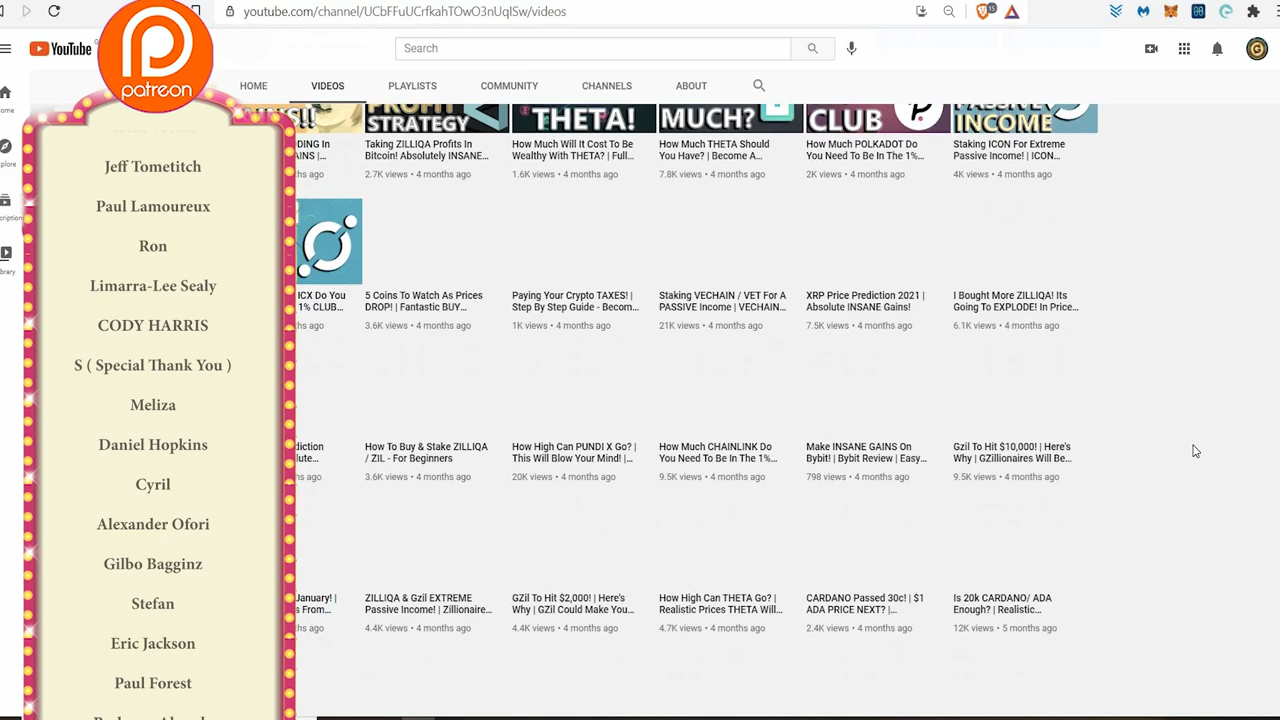 youtube.com/channel/UCbFFuUCrfkahTOwO3nUqISw/videos
15
YouTube
Search
patreon
HOME
VIDEOS
PLAYLISTS
COMMUNITY
CHANNELS
ABOUT
PROFIT
STRATEGY
THETA!
MUCH?
CLUB
PASSIVE
INCOME
Taking ZILLIQA Profits In
Bitcoin! Absolutely INSANE...
2.7K views • 4 months ago
How Much Will It Cost To Be
Wealthy With THETA? | Full...
1.6K views • 4 months ago
How Much THETA Should
You Have? | Become A...
7.8K views • 4 months ago
How Much POLKADOT Do
You Need To Be In The 1%...
2K views • 4 months ago
Staking ICON For Extreme
Passive Income! | ICON...
4K views • 4 months ago
ICX Do You
1% CLUB...
5 Coins To Watch As Prices
DROP! | Fantastic BUY...
3.6K views • 4 months ago
Paying Your Crypto TAXES! |
Step By Step Guide - Becom...
1K views • 4 months ago
Staking VECHAIN / VET For A
PASSIVE Income | VECHAIN...
21K views • 4 months ago
XRP Price Prediction 2021 |
Absolute INSANE Gains!
7.5K views • 4 months ago
I Bought More ZILLIQA! Its
Going To EXPLODE! In Price...
6.1K views • 4 months ago
How To Buy & Stake ZILLIQA
/ ZIL - For Beginners
3.6K views • 4 months ago
How High Can PUNDI X Go? |
This Will Blow Your Mind! |...
20K views • 4 months ago
How Much CHAINLINK Do
You Need To Be In The 1%...
9.5K views • 4 months ago
Make INSANE GAINS On
Bybit! | Bybit Review | Easy...
798 views • 4 months ago
Gzil To Hit $10,000! | Here's
Why | GZillionaires Will Be...
9.5K views • 4 months ago
January! |
s From...
ZILLIQA & Gzil EXTREME
Passive Income! | Zillionaire...
4.4K views • 4 months ago
GZil To Hit $2,000! | Here's
Why | GZil Could Make You...
4.4K views • 4 months ago
How High Can THETA Go? |
Realistic Prices THETA Will...
4.7K views • 4 months ago
CARDANO Passed 30c! | $1
ADA PRICE NEXT? |...
2.4K views • 4 months ago
Is 20k CARDANO/ ADA
Enough? | Realistic...
12K views • 5 months ago
Jeff Tometitch
Paul Lamoureux
Ron
Limarra-Lee Sealy
CODY HARRIS
S ( Special Thank You )
Meliza
Daniel Hopkins
Cyril
Alexander Ofori
Gilbo Bagginz
Stefan
Eric Jackson
Paul Forest